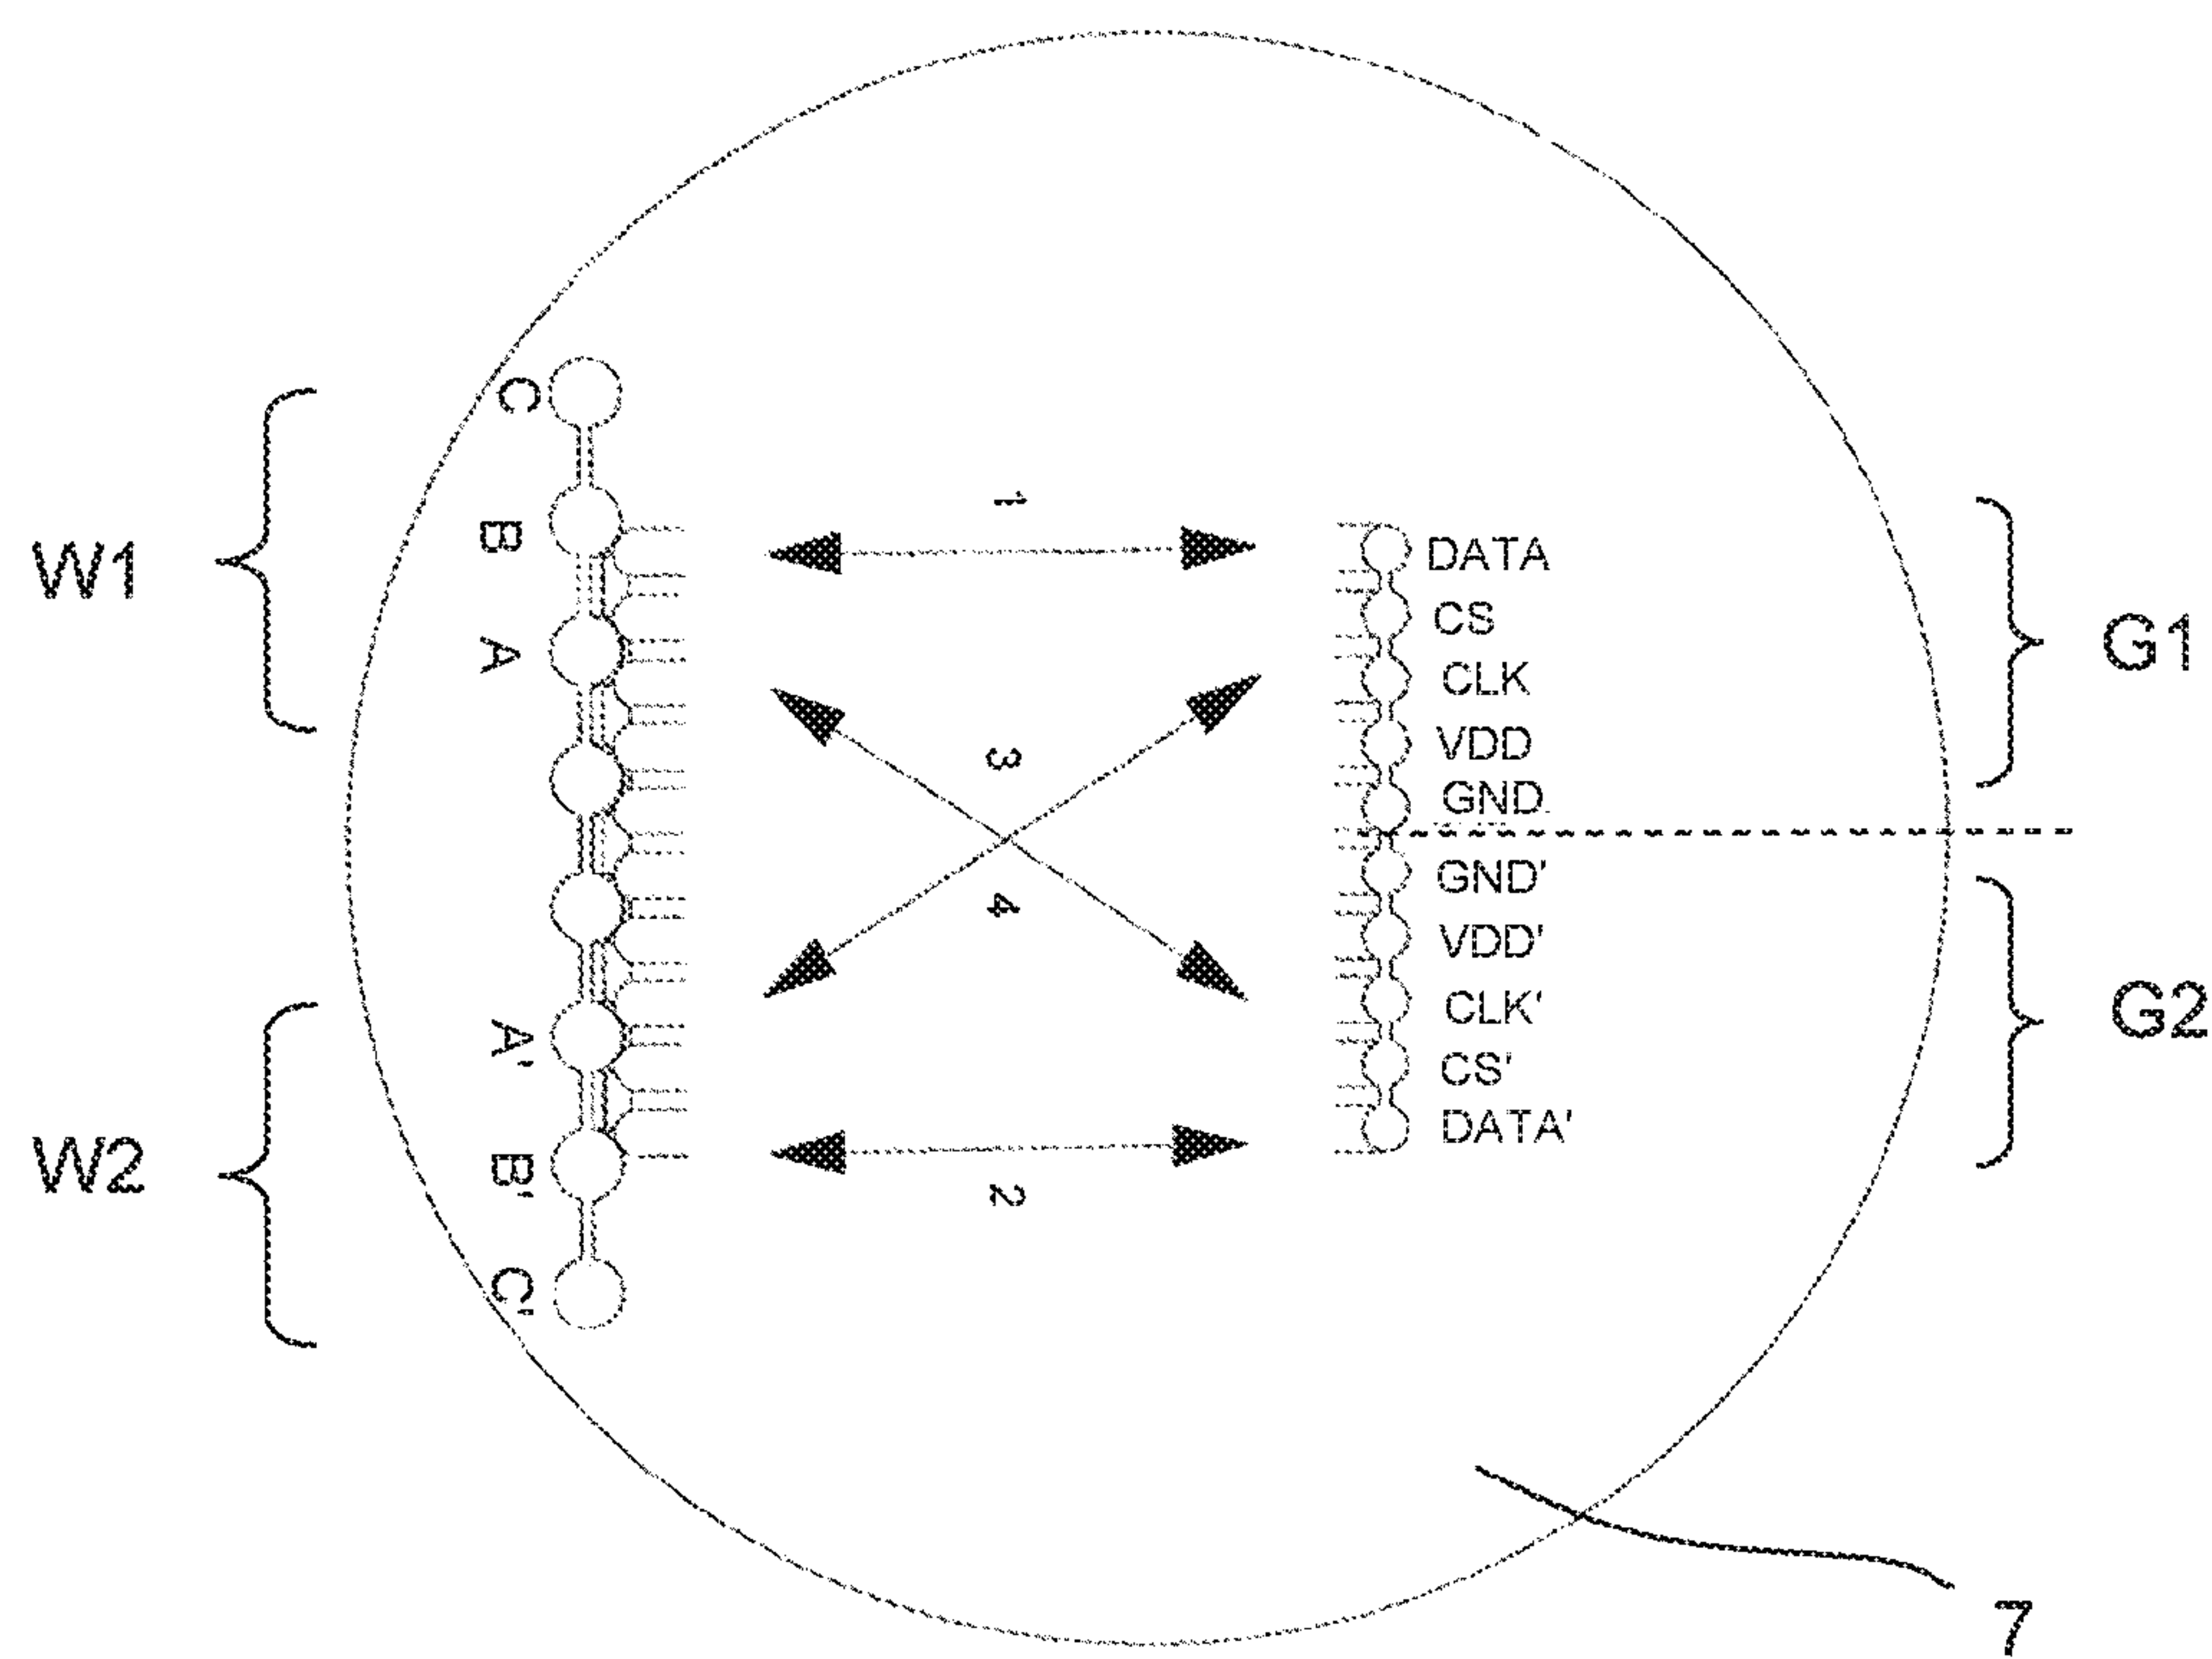 C
B
A
A'
B'
C'
W1
W2
1
3
4
2
DATA
CS
CLK
VDD
GND
GND'
VDD'
CLK'
CS'
DATA'
G1
G2
7